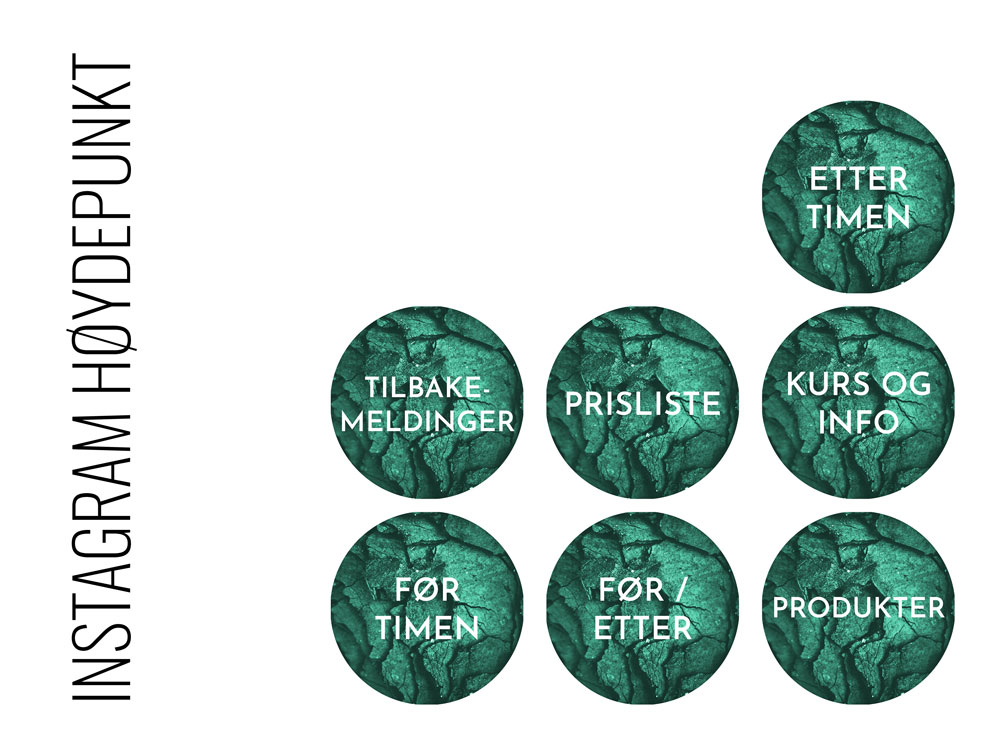 INSTAGRAM HØYDEPUNKT
ETTER
TIMEN
TILBAKE-
MELDINGER
PRISLISTE
KURS OG
INFO
FØR
TIMEN
FØR /
ETTER
PRODUKTER